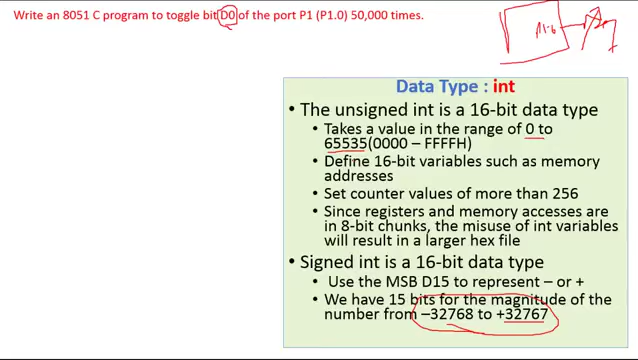 Write an 8051 C program to toggle bit D0 of the port P1 (P1.0) 50,000 times.
Data Type : int
• The unsigned int is a 16-bit data type
• Takes a value in the range of 0 to
65535(0000 – FFFFH)
• Define 16-bit variables such as memory
addresses
• Set counter values of more than 256
• Since registers and memory accesses are
in 8-bit chunks, the misuse of int variables
will result in a larger hex file
• Signed int is a 16-bit data type
• Use the MSB D15 to represent – or +
• We have 15 bits for the magnitude of the
number from –32768 to +32767